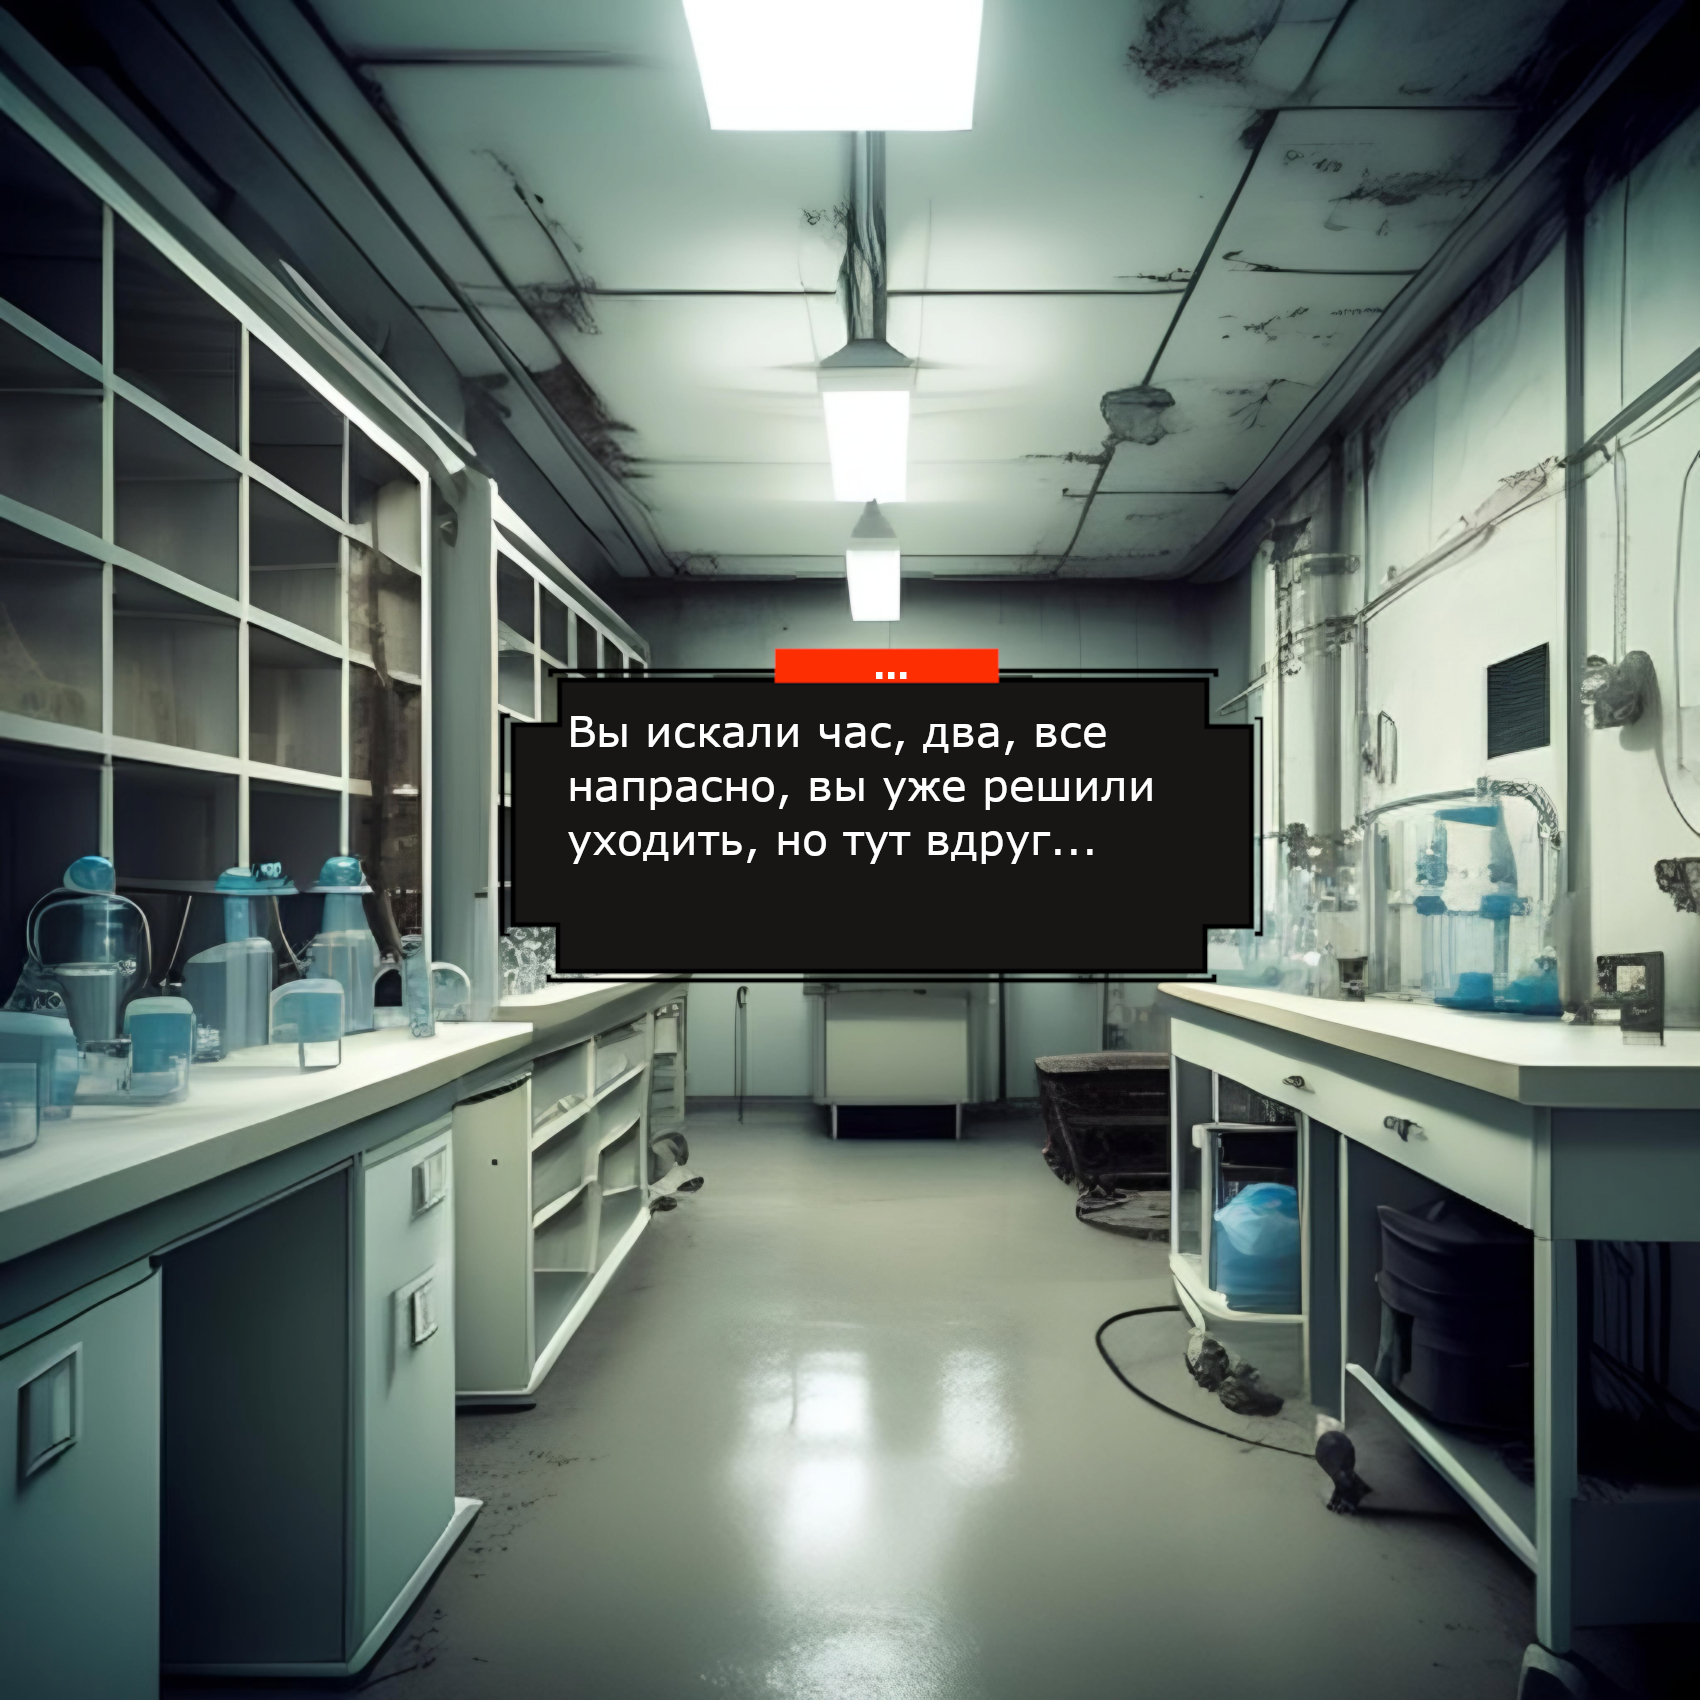 ...
Вы искали час, два, все
напрасно, вы уже решили
уходить, но тут вдруг...